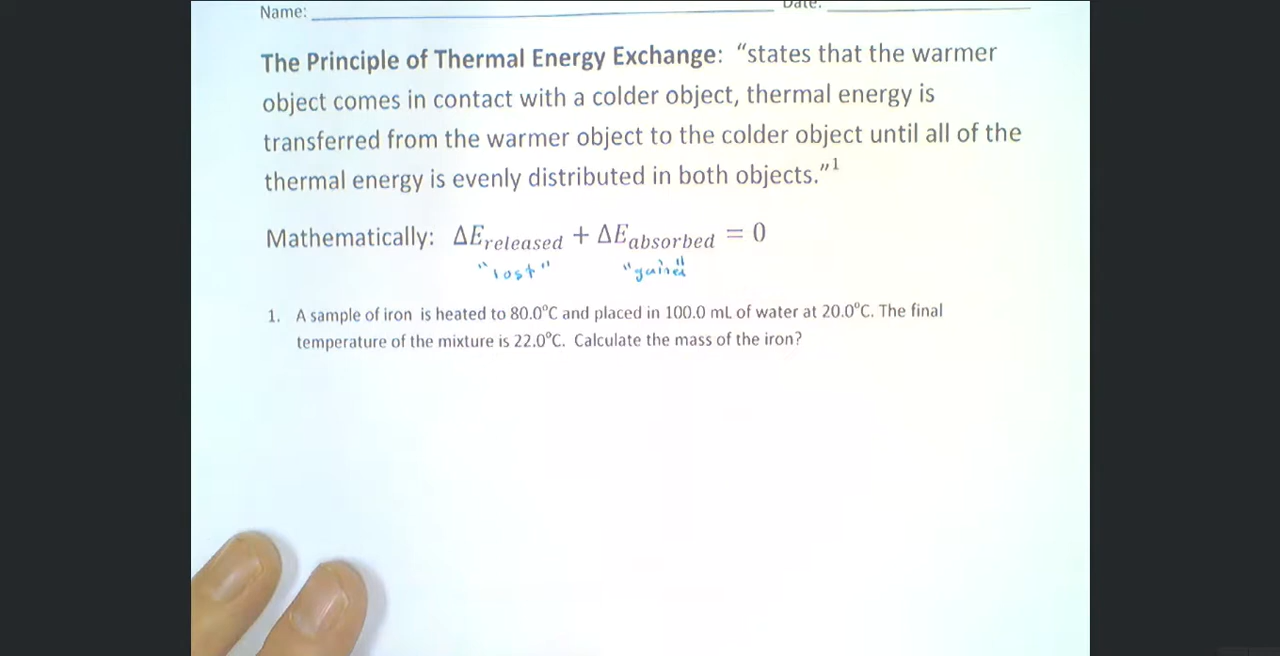 Name:
Date:
The Principle of Thermal Energy Exchange: “states that the warmer
object comes in contact with a colder object, thermal energy is
transferred from the warmer object to the colder object until all of the
thermal energy is evenly distributed in both objects.”¹
Mathematically: ΔEreleased + ΔEabsorbed = 0
"lost" "gained"
1. A sample of iron is heated to 80.0°C and placed in 100.0 mL of water at 20.0°C. The final
temperature of the mixture is 22.0°C. Calculate the mass of the iron?